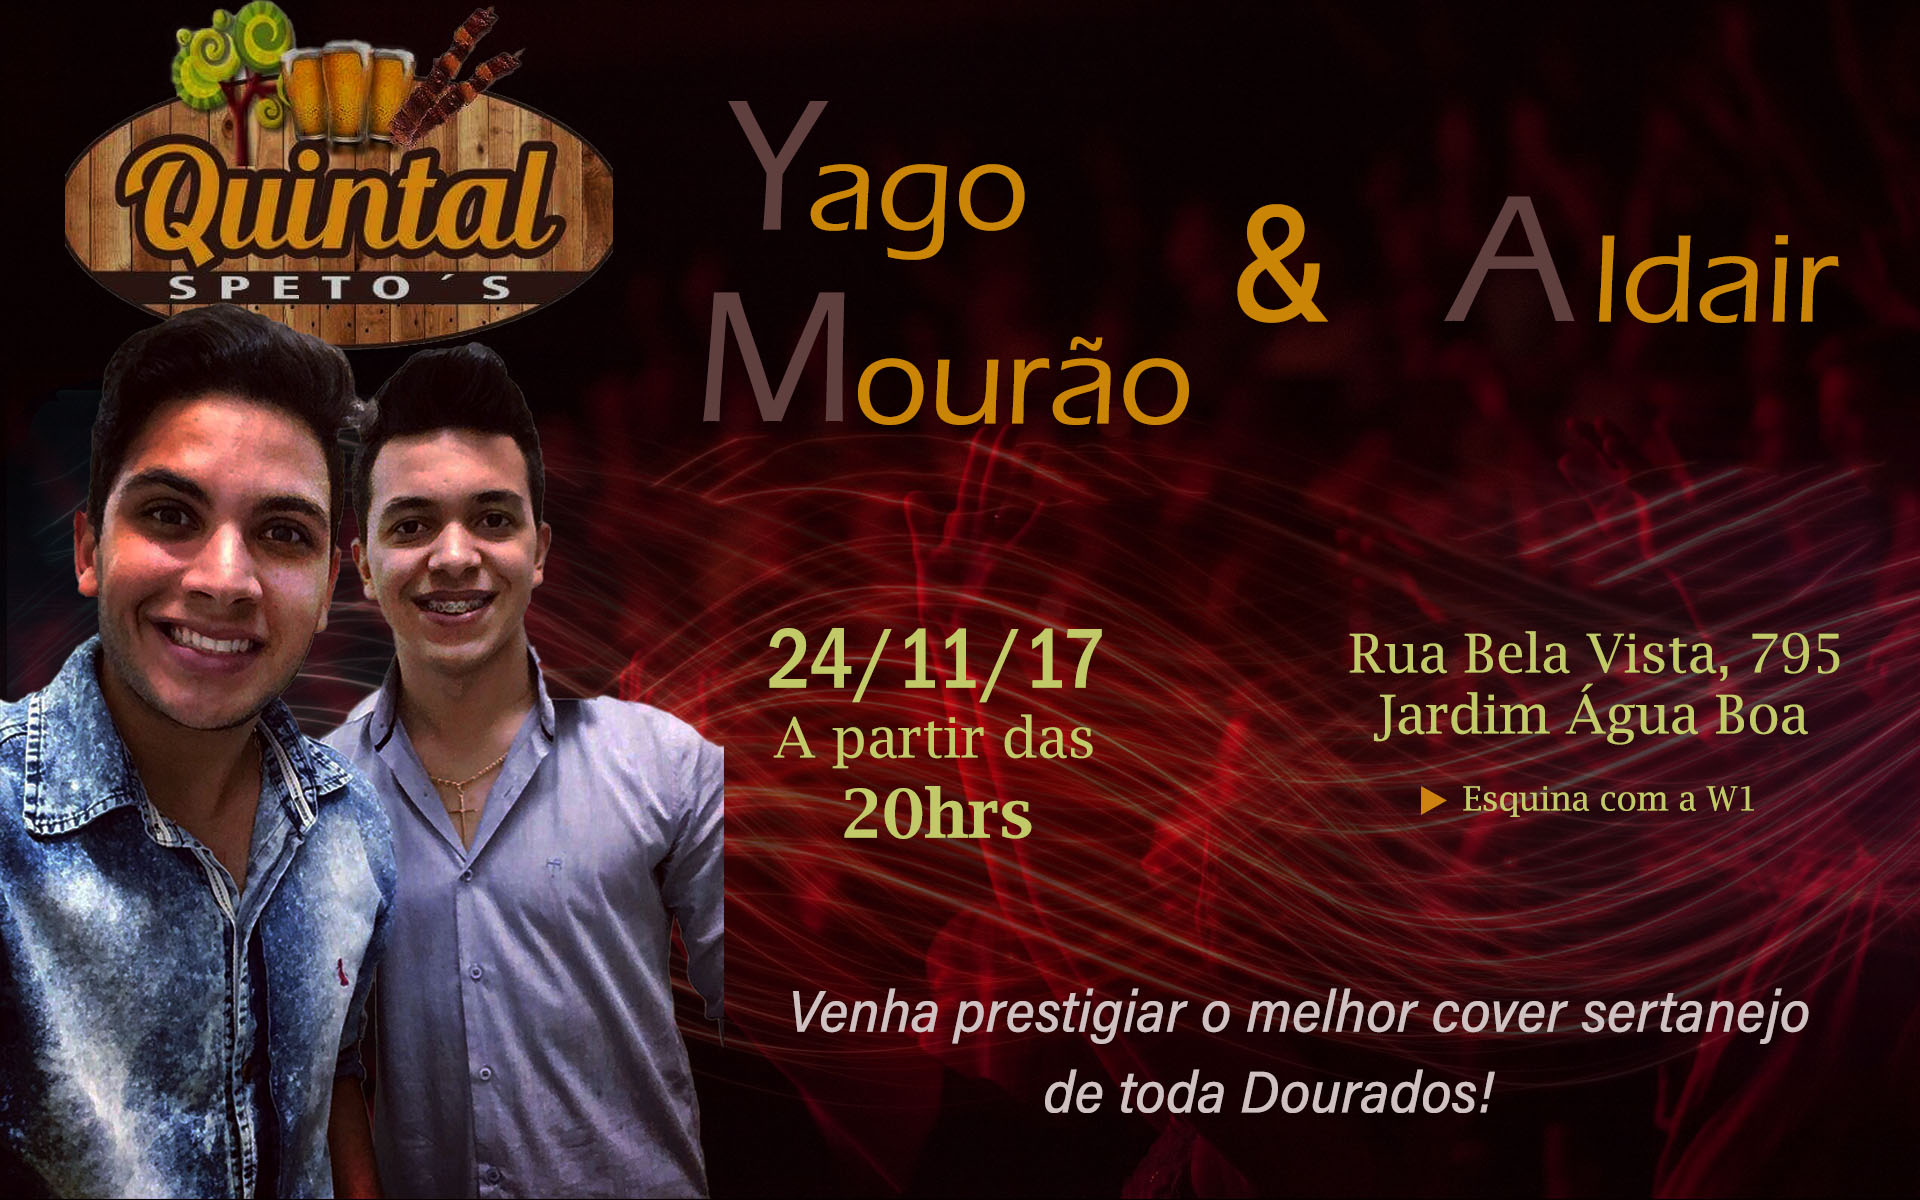 Quintal
SPETO´S
Yago
Mourão
& Aldair
24/11/17
A partir das
20hrs
Rua Bela Vista, 795
Jardim Água Boa
Esquina com a W1
Venha prestigiar o melhor cover sertanejo
de toda Dourados!